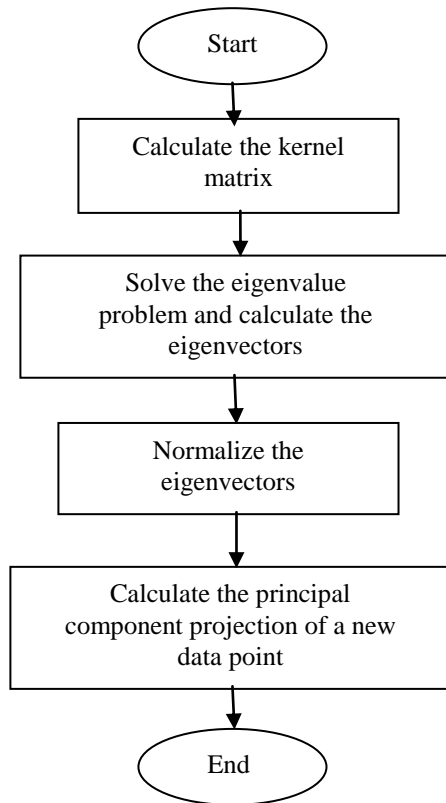 Start
Calculate the kernel
matrix
Solve the eigenvalue
problem and calculate the
eigenvectors
Normalize the
eigenvectors
Calculate the principal
component projection of a new
data point
End